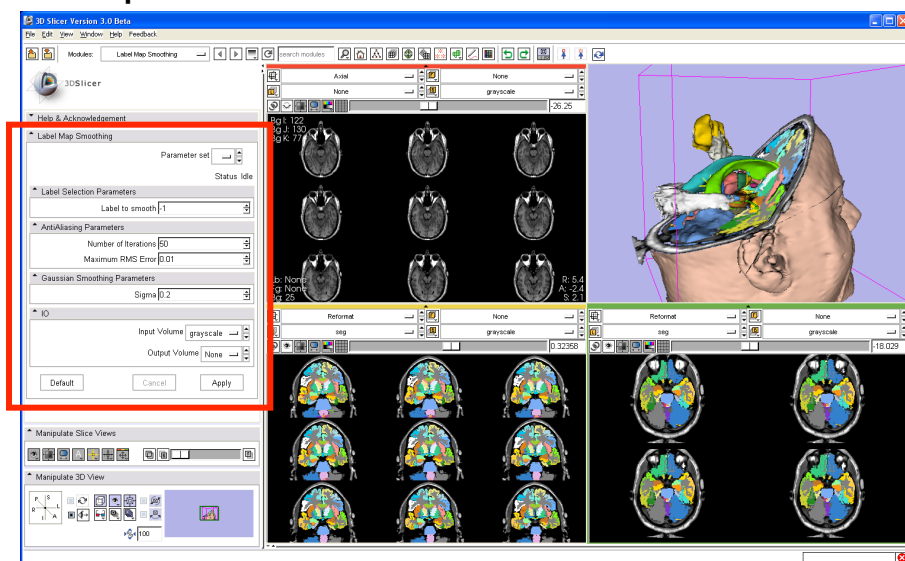 3D Slicer Version 3.0 Beta
File Edit View Window Help Feedback
Modules: Label Map Smoothing search modules
3DSlicer
Help & Acknowledgement
Label Map Smoothing
Parameter set
Status Idle
Label Selection Parameters
Label to smooth -1
AntiAliasing Parameters
Number of Iterations 50
Maximum RMS Error 0.01
Gaussian Smoothing Parameters
Sigma 0.2
IO
Input Volume grayscale
Output Volume None
Default Cancel Apply
Manipulate Slice Views
Manipulate 3D View
P S
R L
I A
100
Axial None
None grayscale
-26.25
Bg I: 122
Bg J: 130
Bg K: 77
Lb: None
Fg: None
Bg: 25
R: 5.4
A: -2.4
S: 2.1
Reformat None
seg grayscale
0.32358
Reformat None
seg grayscale
-18.029